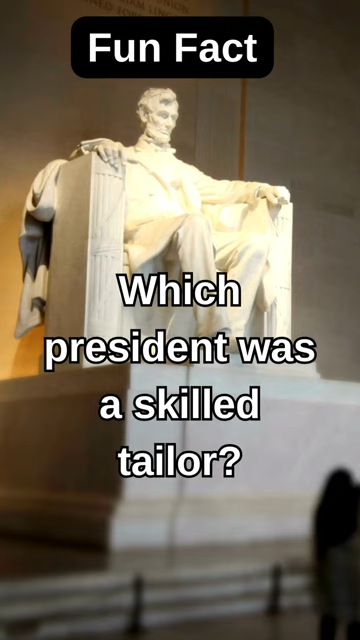 Fun Fact
Which
president was
a skilled
tailor?